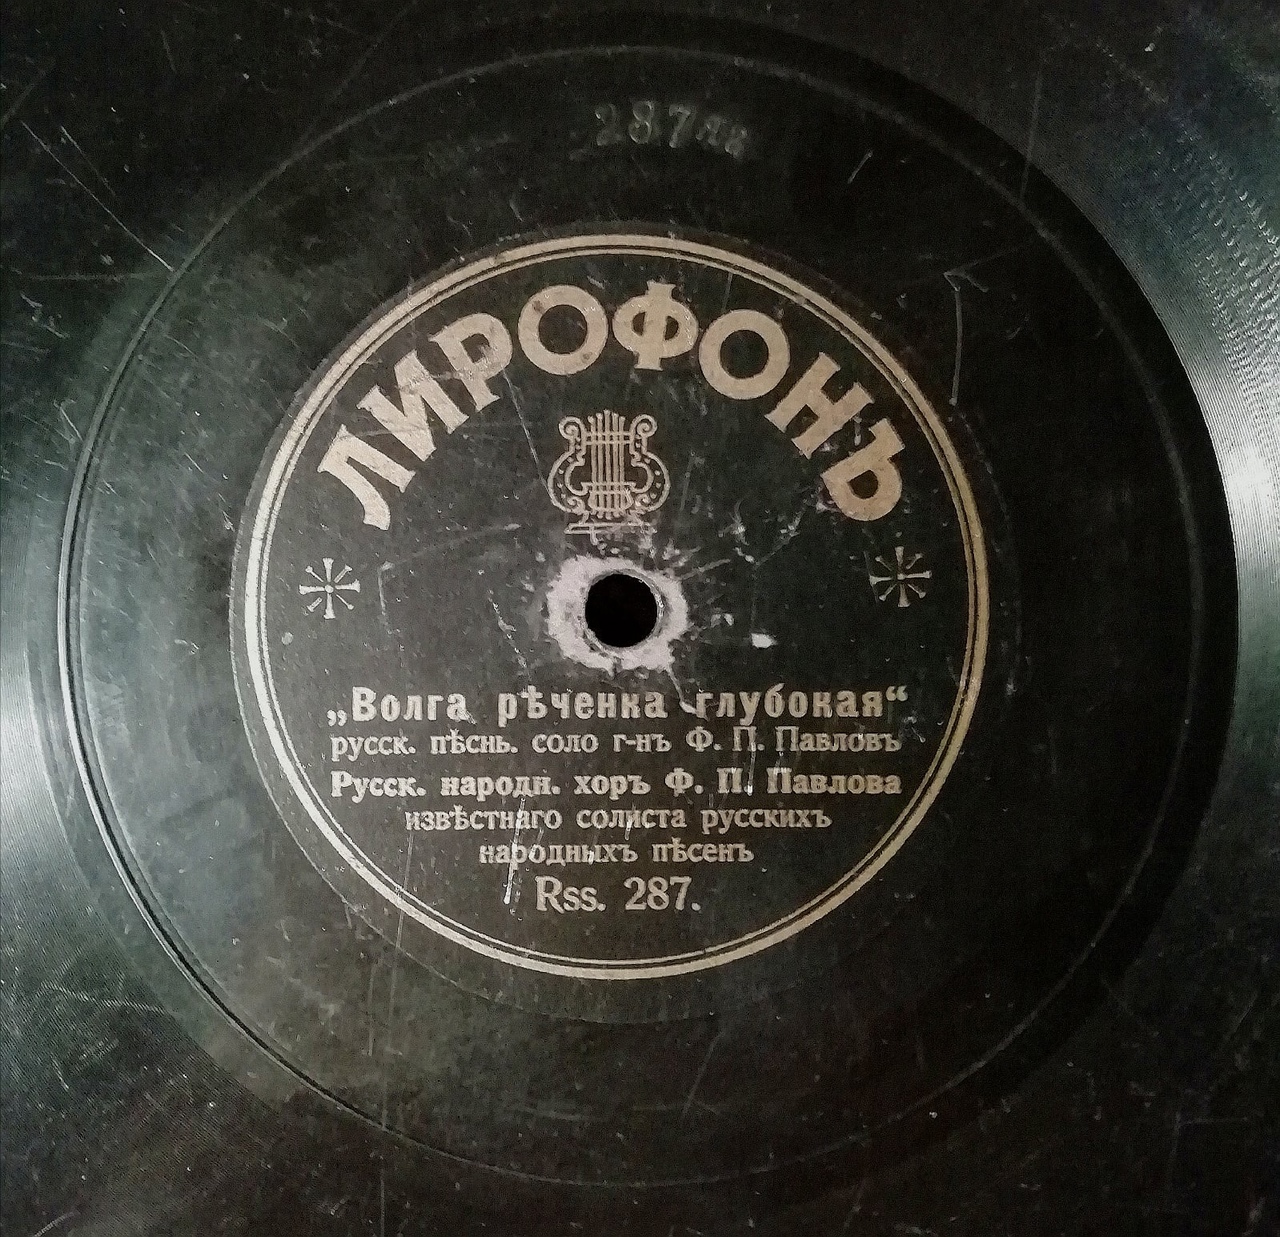 287
ЛИРОФОНЪ
„Волга рѣченка глубокая“
русск. пѣснь. соло г-нъ Ф. П. Павловъ
Русск. народн. хоръ Ф. П. Павлова
извѣстнаго солиста русскихъ
народныхъ пѣсенъ
Rss. 287.